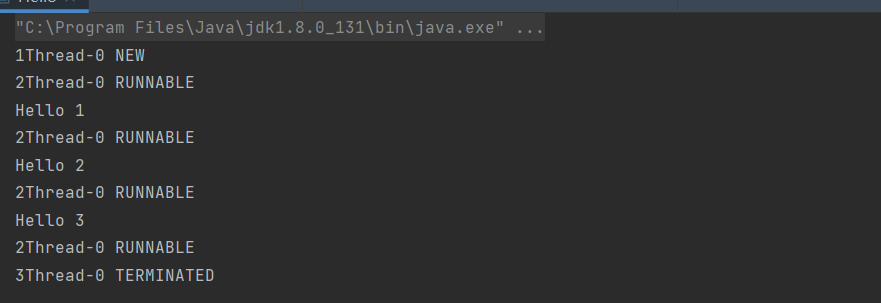 "C:\Program Files\Java\jdk1.8.0_131\bin\java.exe" ...
1Thread-0 NEW
2Thread-0 RUNNABLE
Hello 1
2Thread-0 RUNNABLE
Hello 2
2Thread-0 RUNNABLE
Hello 3
2Thread-0 RUNNABLE
3Thread-0 TERMINATED